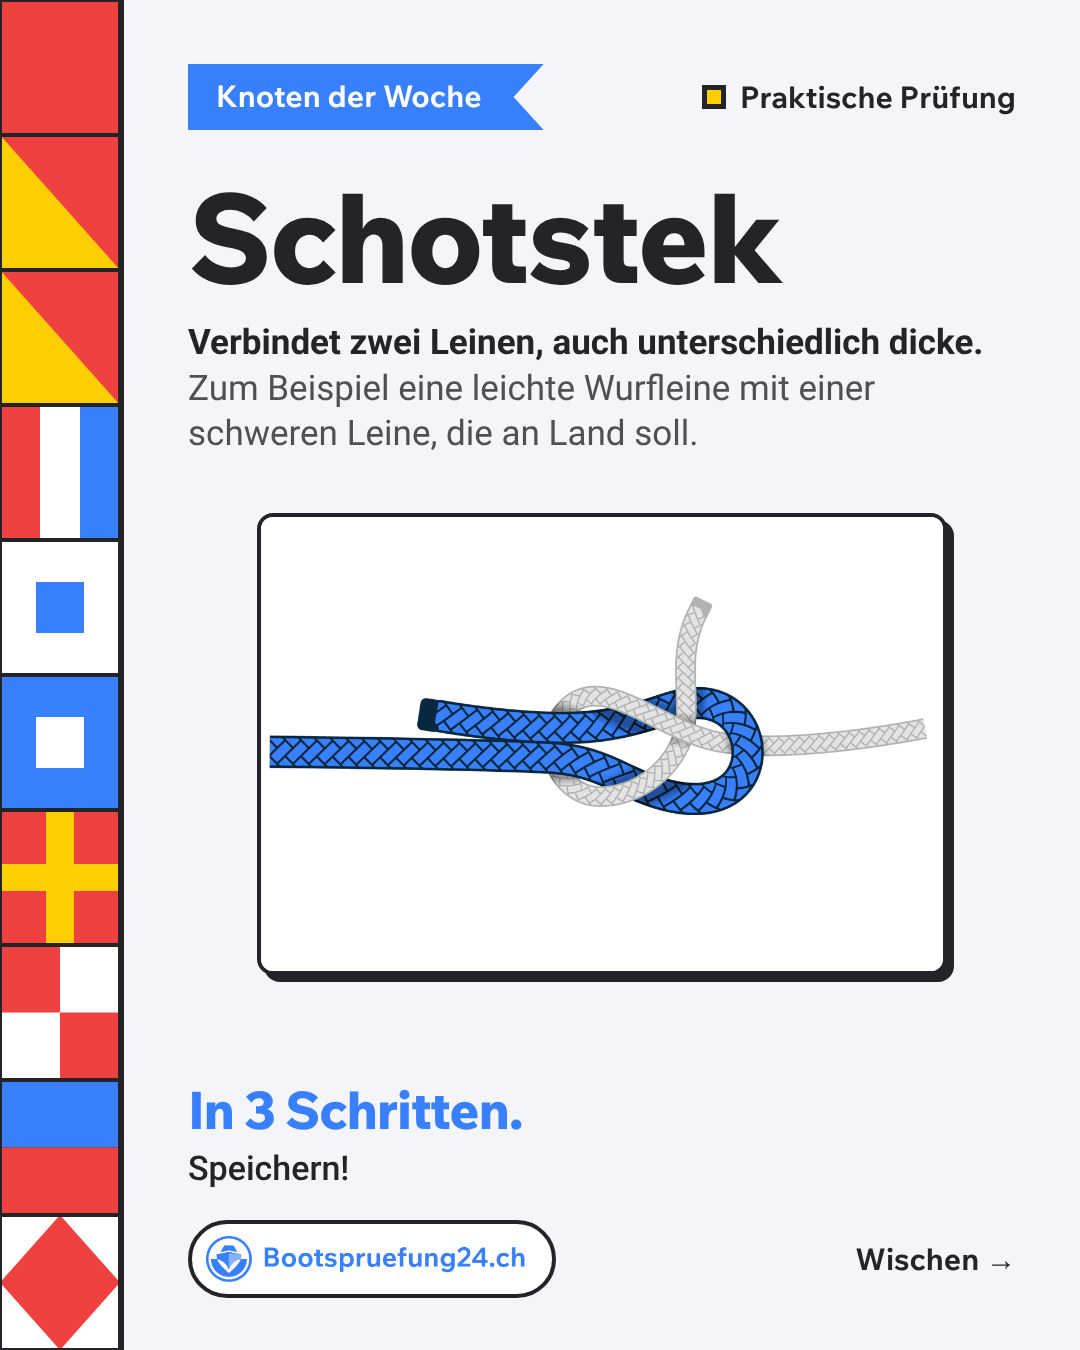 Knoten der Woche
Praktische Prüfung
Schotstek
Verbindet zwei Leinen, auch unterschiedlich dicke.
Zum Beispiel eine leichte Wurfleine mit einer
schweren Leine, die an Land soll.
In 3 Schritten.
Speichern!
Bootspruefung24.ch
Wischen →